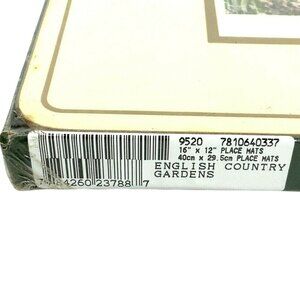 9520 7810640337
16" x 12" PLACE MATS
40cm x 29.5cm PLACE MATS
ENGLISH COUNTRY
GARDENS
4260 23788 7